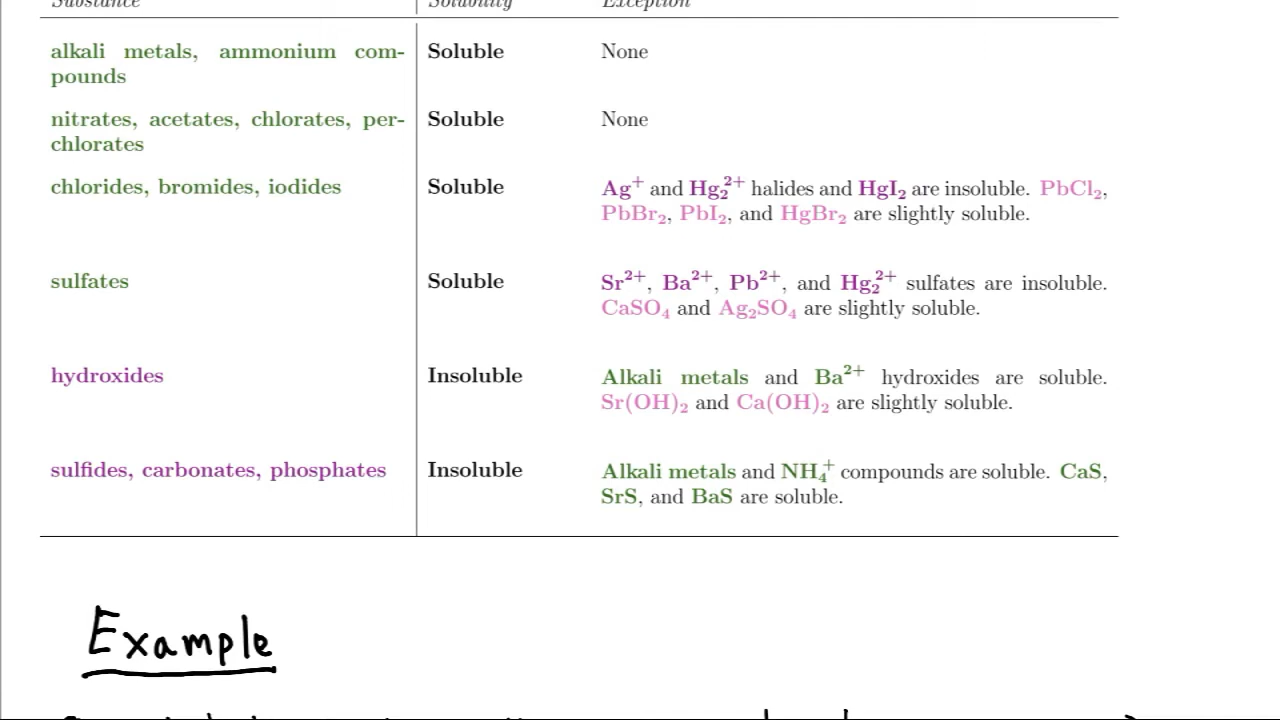 Substance Solubility Exception
alkali metals, ammonium com- Soluble None
pounds
nitrates, acetates, chlorates, per- Soluble None
chlorates
chlorides, bromides, iodides Soluble Ag⁺ and Hg₂²⁺ halides and HgI₂ are insoluble. PbCl₂,
PbBr₂, PbI₂, and HgBr₂ are slightly soluble.
sulfates Soluble Sr²⁺, Ba²⁺, Pb²⁺, and Hg₂²⁺ sulfates are insoluble.
CaSO₄ and Ag₂SO₄ are slightly soluble.
hydroxides Insoluble Alkali metals and Ba²⁺ hydroxides are soluble.
Sr(OH)₂ and Ca(OH)₂ are slightly soluble.
sulfides, carbonates, phosphates Insoluble Alkali metals and NH₄⁺ compounds are soluble. CaS,
SrS, and BaS are soluble.
Example